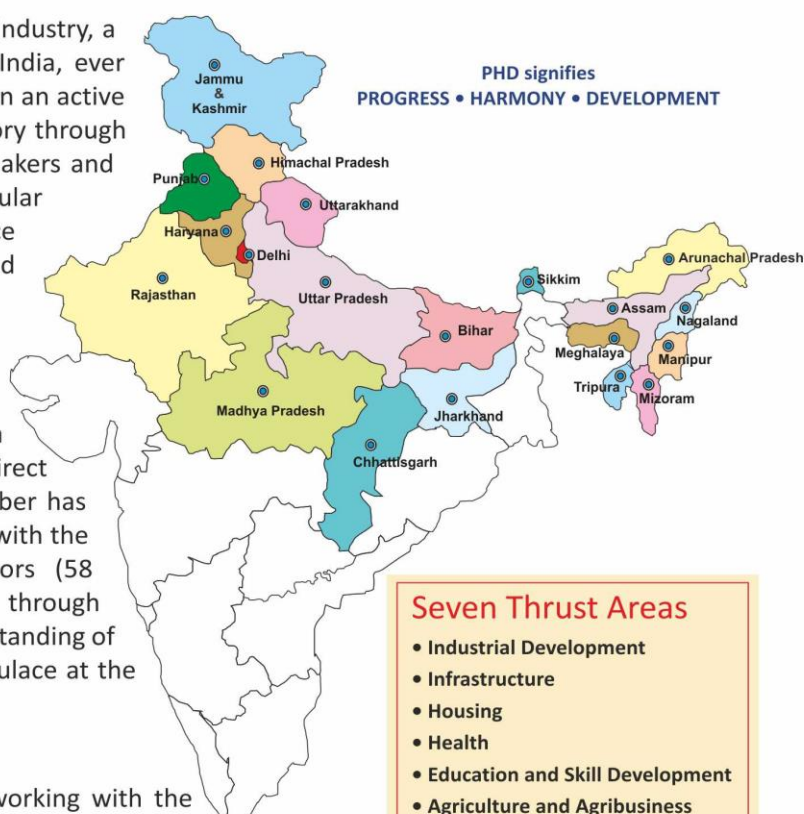 ndustry, a
India, ever
n an active
ory through
akers and
ular
ce
d
irect
ber has
with the
ors (58
through
tanding of
ulace at the
working with the
PHD signifies
PROGRESS • HARMONY • DEVELOPMENT
Jammu
&
Kashmir
Himachal Pradesh
Punjab
Uttarakhand
Haryana
Delhi
Rajasthan
Uttar Pradesh
Sikkim
Arunachal Pradesh
Assam
Nagaland
Bihar
Meghalaya
Manipur
Tripura
Mizoram
Madhya Pradesh
Jharkhand
Chhattisgarh
Seven Thrust Areas
• Industrial Development
• Infrastructure
• Housing
• Health
• Education and Skill Development
• Agriculture and Agribusiness